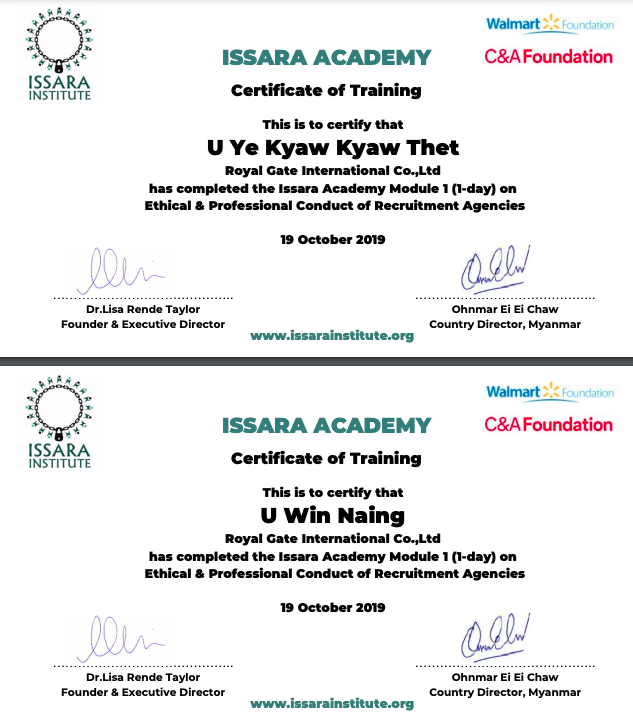 ISSARA
INSTITUTE
Walmart Foundation
C&A Foundation
ISSARA ACADEMY
Certificate of Training
This is to certify that
U Ye Kyaw Kyaw Thet
Royal Gate International Co.,Ltd
has completed the Issara Academy Module 1 (1-day) on
Ethical & Professional Conduct of Recruitment Agencies
19 October 2019
Dr.Lisa Rende Taylor
Founder & Executive Director
Ohnmar Ei Ei Chaw
Country Director, Myanmar
www.issarainstitute.org
ISSARA
INSTITUTE
Walmart Foundation
C&A Foundation
ISSARA ACADEMY
Certificate of Training
This is to certify that
U Win Naing
Royal Gate International Co.,Ltd
has completed the Issara Academy Module 1 (1-day) on
Ethical & Professional Conduct of Recruitment Agencies
19 October 2019
Dr.Lisa Rende Taylor
Founder & Executive Director
Ohnmar Ei Ei Chaw
Country Director, Myanmar
www.issarainstitute.org